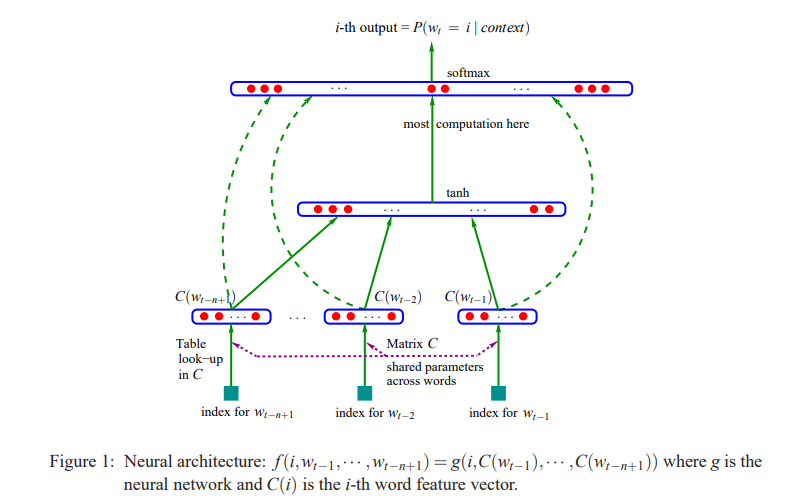 i-th output = P(w_t = i | context)
softmax
. . .
. . .
most computation here
tanh
. . .
. . .
C(w_{t−n+1})
C(w_{t−2})
C(w_{t−1})
. . .
. . .
. . .
. . .
Table
look−up
in C
Matrix C
shared parameters
across words
index for w_{t−n+1}
index for w_{t−2}
index for w_{t−1}
Figure 1: Neural architecture: f(i,w_{t−1},··· ,w_{t−n+1}) = g(i,C(w_{t−1}),··· ,C(w_{t−n+1})) where g is the
neural network and C(i) is the i-th word feature vector.